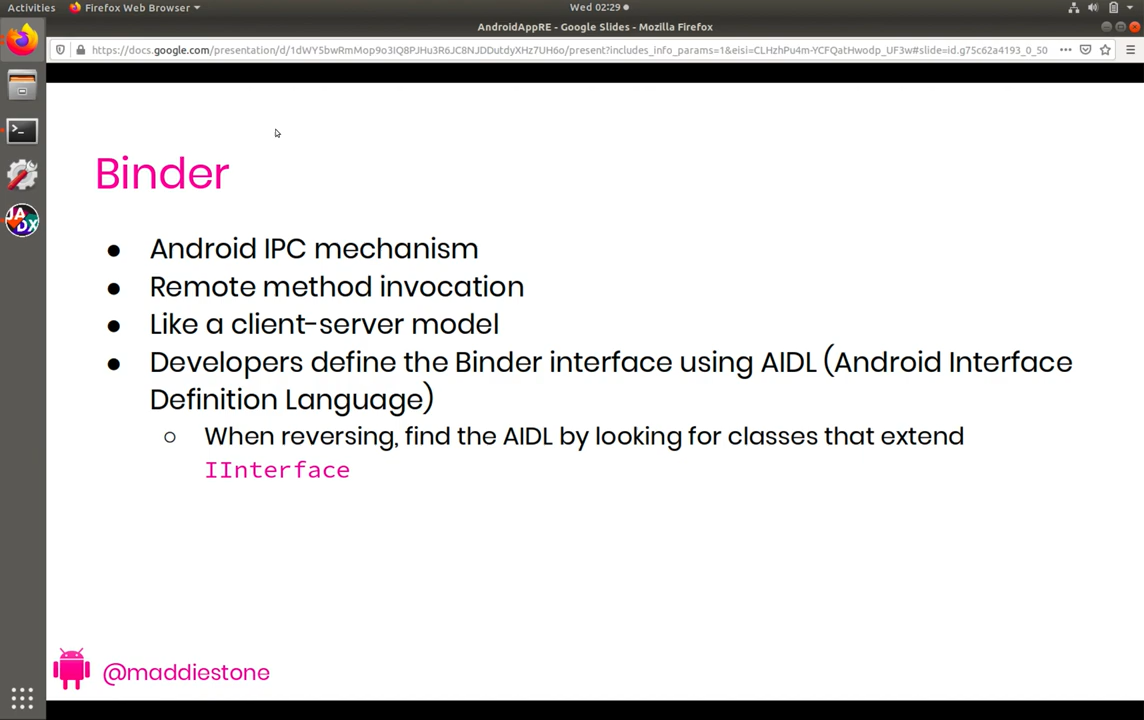 Activities Firefox Web Browser Wed 02:29
AndroidAppRE - Google Slides - Mozilla Firefox
https://docs.google.com/presentation/d/1dWY5bwRmMop9o3IQ8PJHu3R6JC8NJDDutdyXHz7UH6o/present?includes_info_params=1&eisi=CLHzhPu4m-YCFQatHwodp_UF3w#slide=id.g75c62a4193_0_50
Binder
● Android IPC mechanism
● Remote method invocation
● Like a client-server model
● Developers define the Binder interface using AIDL (Android Interface
Definition Language)
○ When reversing, find the AIDL by looking for classes that extend
IInterface
@maddiestone
JADX